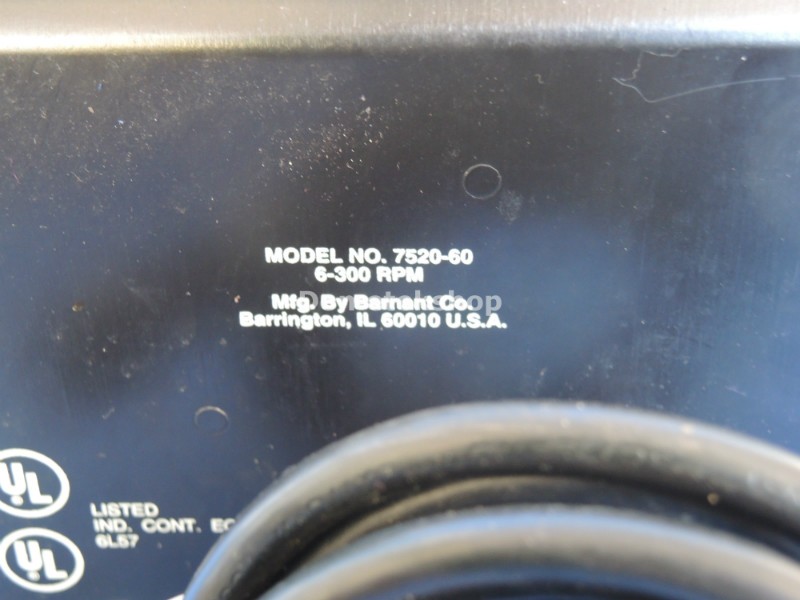 MODEL NO. 7520-60
6-300 RPM
Mfg. By Barnant Co.
Barrington, IL 60010 U.S.A.
UL
LISTED
IND. CONT. EQ
6L57
UL